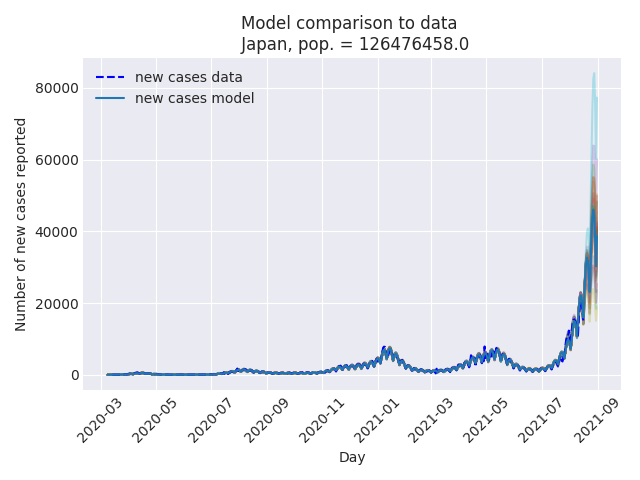 Model comparison to data
Japan, pop. = 126476458.0
new cases data
new cases model
Number of new cases reported
80000
60000
40000
20000
0
2020-03
2020-05
2020-07
2020-09
2020-11
2021-01
2021-03
2021-05
2021-07
2021-09
Day